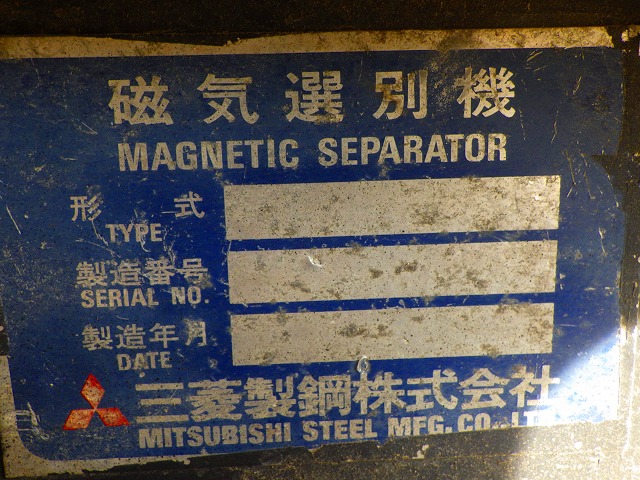 磁気選別機
MAGNETIC SEPARATOR
形式
TYPE
製造番号
SERIAL NO.
製造年月
DATE
三菱製鋼株式会社
MITSUBISHI STEEL MFG. CO.,